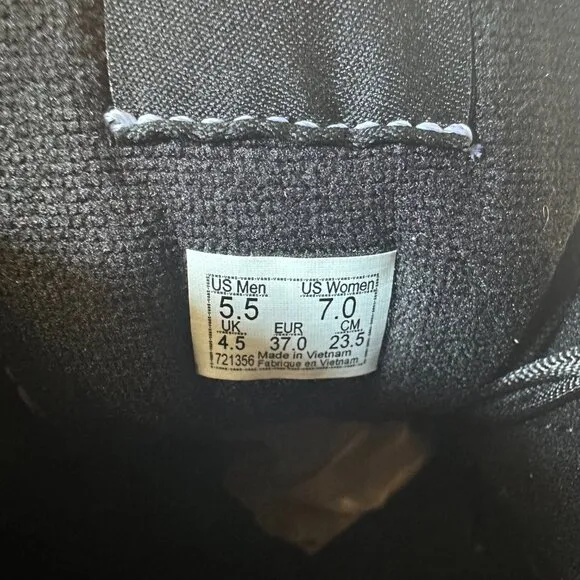 US Men US Women
5.5 7.0
UK EUR CM
4.5 37.0 23.5
721356 Made in Vietnam
Fabrique en Vietnam